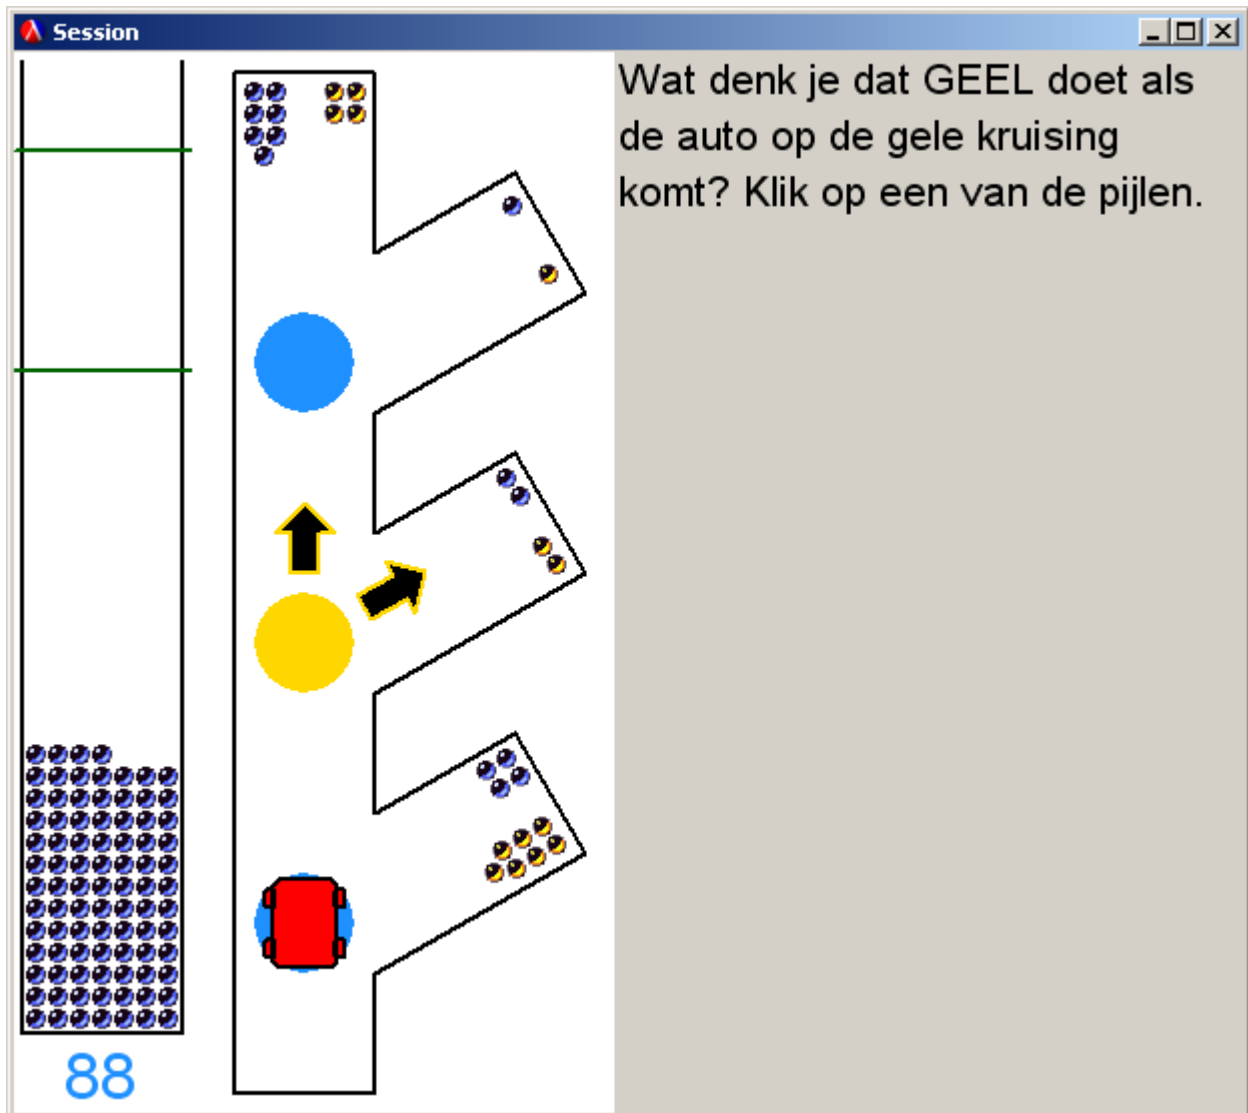 Session
Wat denk je dat GEEL doet als
de auto op de gele kruising
komt? Klik op een van de pijlen.
88